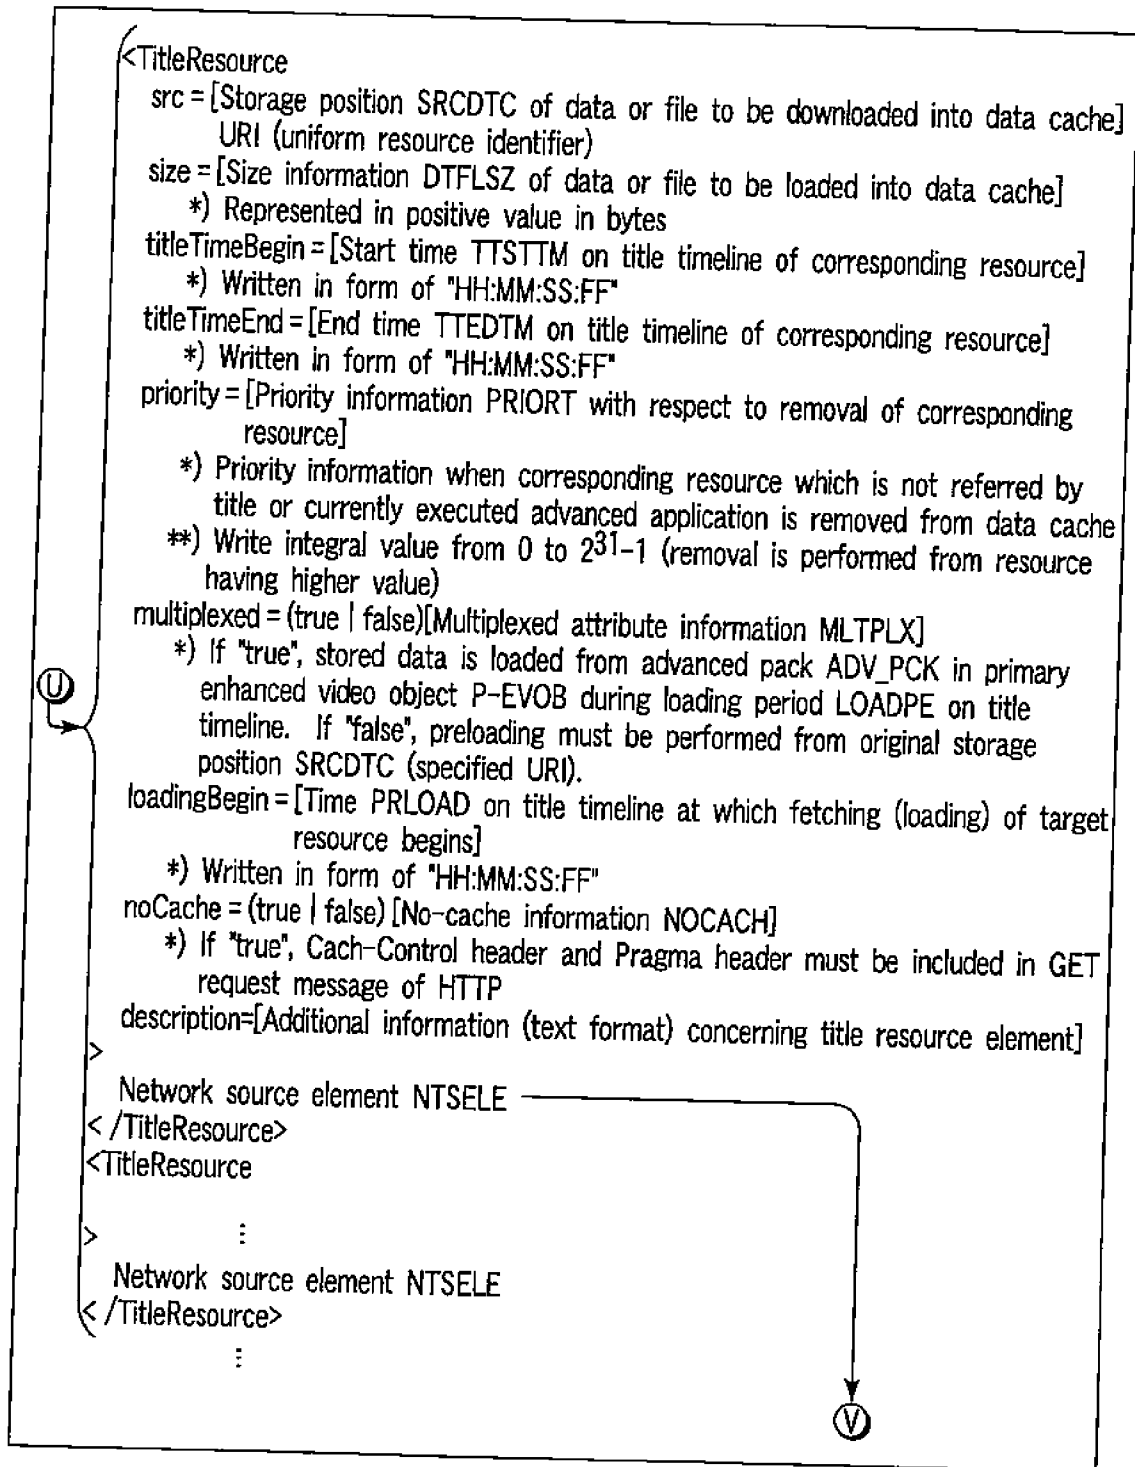 <TitleResource
src=[Storage position SRCDTC of data or file to be downloaded into data cache]
URI (uniform resource identifier)
size=[Size information DTFLSZ of data or file to be loaded into data cache]
*) Represented in positive value in bytes
titleTimeBegin=[Start time TTSTTM on title timeline of corresponding resource]
*) Written in form of "HH:MM:SS:FF"
titleTimeEnd=[End time TTEDTM on title timeline of corresponding resource]
*) Written in form of "HH:MM:SS:FF"
priority=[Priority information PRIORT with respect to removal of corresponding
resource]
*) Priority information when corresponding resource which is not referred by
title or currently executed advanced application is removed from data cache
**) Write integral value from 0 to 2^31-1 (removal is performed from resource
having higher value)
multiplexed=(true | false)[Multiplexed attribute information MLTPLX]
*) If "true", stored data is loaded from advanced pack ADV_PCK in primary
enhanced video object P-EVOB during loading period LOADPE on title
timeline. If "false", preloading must be performed from original storage
position SRCDTC (specified URI).
U
loadingBegin=[Time PRLOAD on title timeline at which fetching (loading) of target
resource begins]
*) Written in form of "HH:MM:SS:FF"
noCache=(true | false) [No-cache information NOCACH]
*) If "true", Cach-Control header and Pragma header must be included in GET
request message of HTTP
description=[Additional information (text format) concerning title resource element]
>
Network source element NTSELE
</TitleResource>
<TitleResource
> ⋮
Network source element NTSELE
</TitleResource>
⋮
V